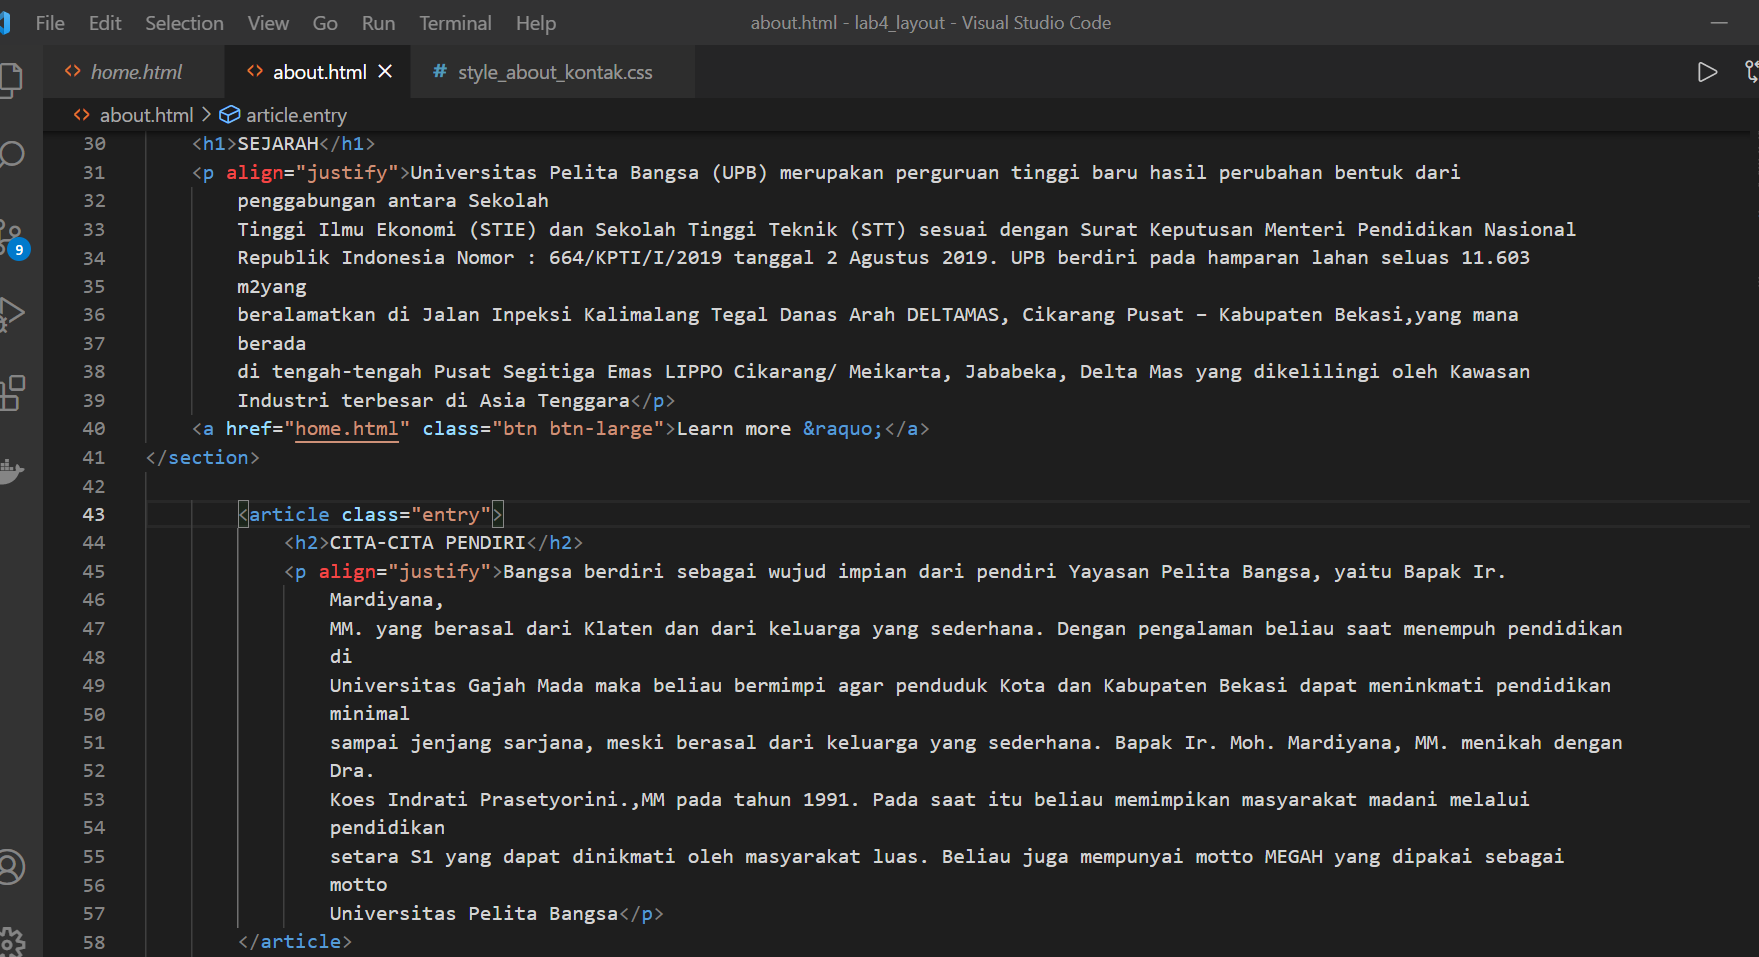 File Edit Selection View Go Run Terminal Help about.html - lab4_layout - Visual Studio Code
home.html about.html style_about_kontak.css
about.html > article.entry
30 <h1>SEJARAH</h1>
31 <p align="justify">Universitas Pelita Bangsa (UPB) merupakan perguruan tinggi baru hasil perubahan bentuk dari
32 penggabungan antara Sekolah
33 Tinggi Ilmu Ekonomi (STIE) dan Sekolah Tinggi Teknik (STT) sesuai dengan Surat Keputusan Menteri Pendidikan Nasional
34 Republik Indonesia Nomor : 664/KPTI/I/2019 tanggal 2 Agustus 2019. UPB berdiri pada hamparan lahan seluas 11.603
35 m2yang
36 beralamatkan di Jalan Inpeksi Kalimalang Tegal Danas Arah DELTAMAS, Cikarang Pusat – Kabupaten Bekasi,yang mana
37 berada
38 di tengah-tengah Pusat Segitiga Emas LIPPO Cikarang/ Meikarta, Jababeka, Delta Mas yang dikelilingi oleh Kawasan
39 Industri terbesar di Asia Tenggara</p>
40 <a href="home.html" class="btn btn-large">Learn more &raquo;</a>
41 </section>
42
43 <article class="entry">
44 <h2>CITA-CITA PENDIRI</h2>
45 <p align="justify">Bangsa berdiri sebagai wujud impian dari pendiri Yayasan Pelita Bangsa, yaitu Bapak Ir.
46 Mardiyana,
47 MM. yang berasal dari Klaten dan dari keluarga yang sederhana. Dengan pengalaman beliau saat menempuh pendidikan
48 di
49 Universitas Gajah Mada maka beliau bermimpi agar penduduk Kota dan Kabupaten Bekasi dapat meninkmati pendidikan
50 minimal
51 sampai jenjang sarjana, meski berasal dari keluarga yang sederhana. Bapak Ir. Moh. Mardiyana, MM. menikah dengan
52 Dra.
53 Koes Indrati Prasetyorini.,MM pada tahun 1991. Pada saat itu beliau memimpikan masyarakat madani melalui
54 pendidikan
55 setara S1 yang dapat dinikmati oleh masyarakat luas. Beliau juga mempunyai motto MEGAH yang dipakai sebagai
56 motto
57 Universitas Pelita Bangsa</p>
58 </article>
9